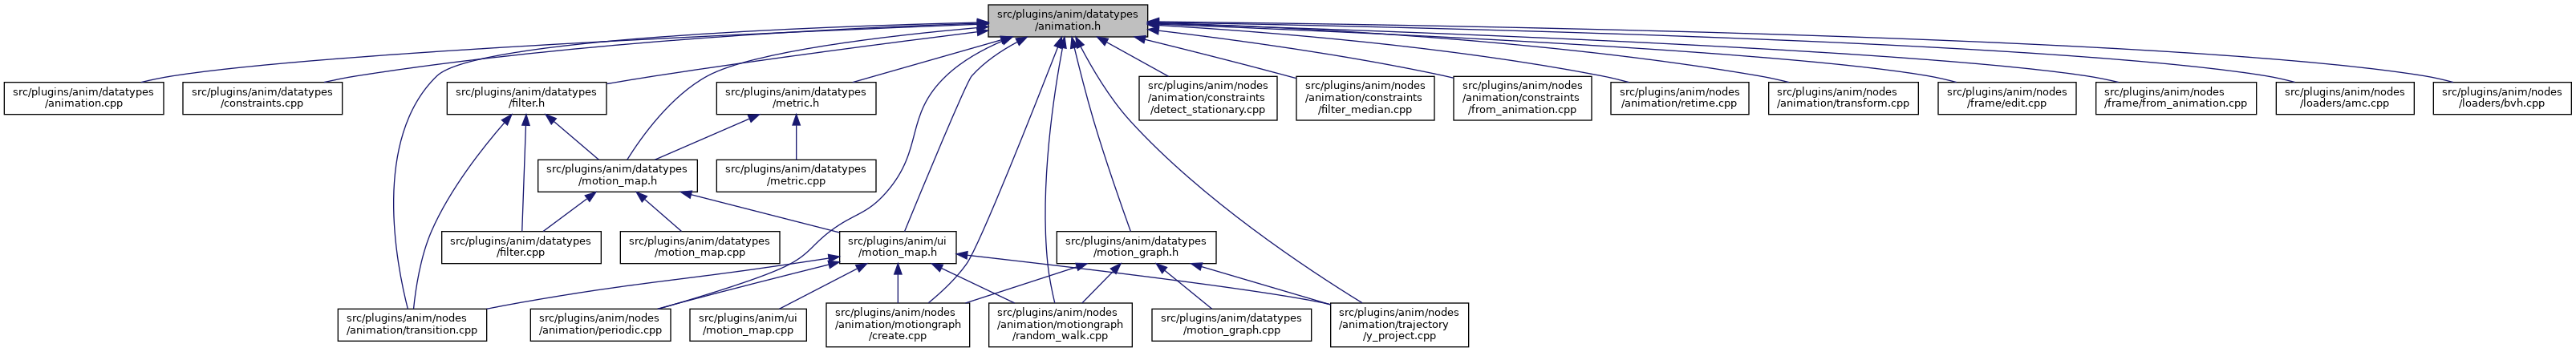 src/plugins/anim/datatypes
/animation.h
src/plugins/anim/datatypes
/animation.cpp
src/plugins/anim/datatypes
/constraints.cpp
src/plugins/anim/datatypes
/filter.h
src/plugins/anim/datatypes
/metric.h
src/plugins/anim/nodes
/animation/constraints
/detect_stationary.cpp
src/plugins/anim/nodes
/animation/constraints
/filter_median.cpp
src/plugins/anim/nodes
/animation/constraints
/from_animation.cpp
src/plugins/anim/nodes
/animation/retime.cpp
src/plugins/anim/nodes
/animation/transform.cpp
src/plugins/anim/nodes
/frame/edit.cpp
src/plugins/anim/nodes
/frame/from_animation.cpp
src/plugins/anim/nodes
/loaders/amc.cpp
src/plugins/anim/nodes
/loaders/bvh.cpp
src/plugins/anim/datatypes
/motion_map.h
src/plugins/anim/datatypes
/metric.cpp
src/plugins/anim/datatypes
/filter.cpp
src/plugins/anim/datatypes
/motion_map.cpp
src/plugins/anim/ui
/motion_map.h
src/plugins/anim/datatypes
/motion_graph.h
src/plugins/anim/nodes
/animation/transition.cpp
src/plugins/anim/nodes
/animation/periodic.cpp
src/plugins/anim/ui
/motion_map.cpp
src/plugins/anim/nodes
/animation/motiongraph
/create.cpp
src/plugins/anim/nodes
/animation/motiongraph
/random_walk.cpp
src/plugins/anim/datatypes
/motion_graph.cpp
src/plugins/anim/nodes
/animation/trajectory
/y_project.cpp